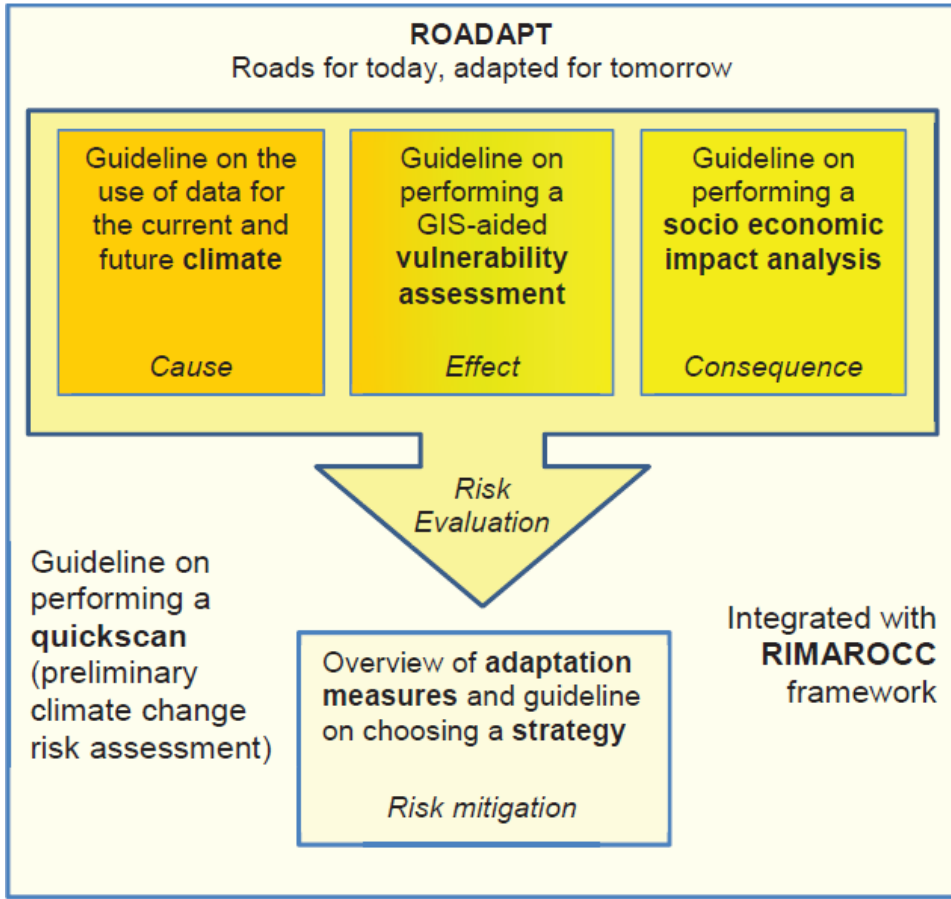 ROADAPT
Roads for today, adapted for tomorrow
Guideline on the
use of data for
the current and
future climate
Cause
Guideline on
performing a
GIS-aided
vulnerability
assessment
Effect
Guideline on
performing a
socio economic
impact analysis
Consequence
Risk
Evaluation
Guideline on
performing a
quickscan
(preliminary
climate change
risk assessment)
Overview of adaptation
measures and guideline
on choosing a strategy
Risk mitigation
Integrated with
RIMAROCC
framework